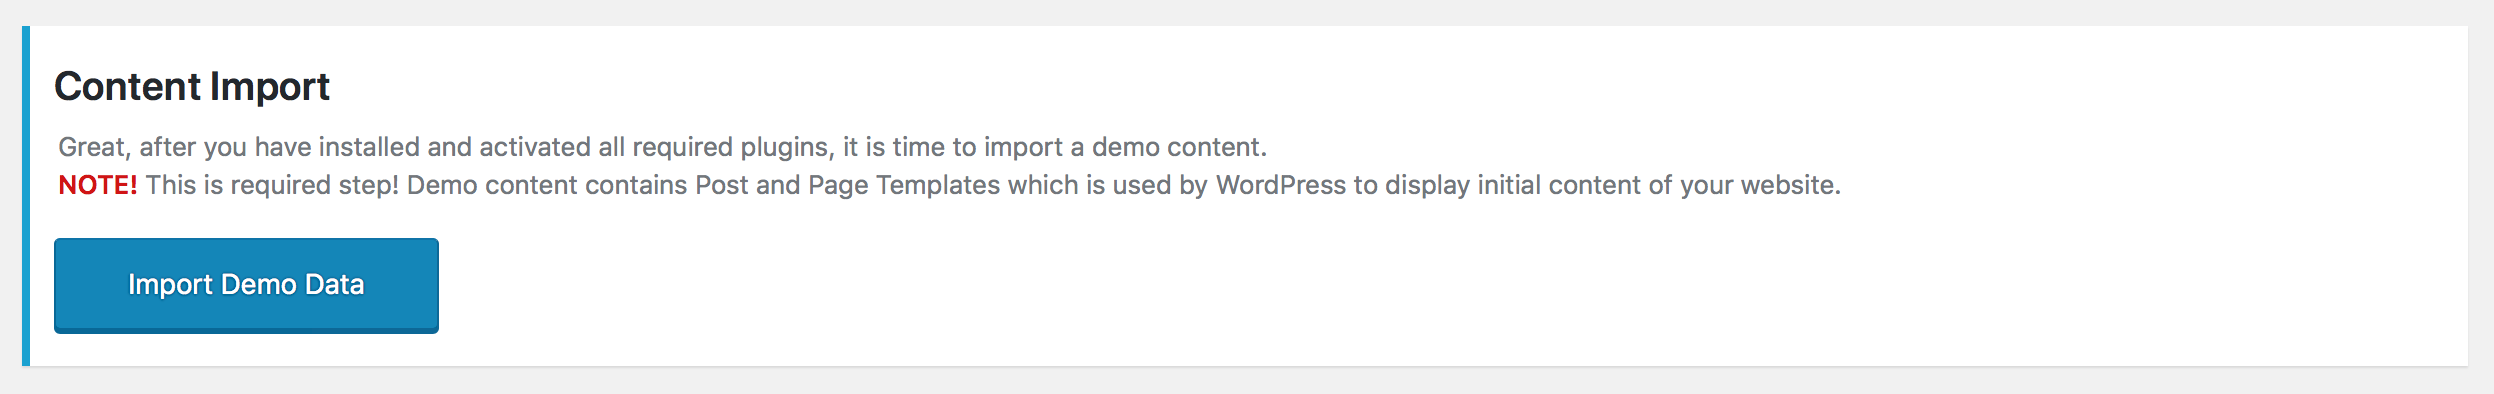 Content Import
Great, after you have installed and activated all required plugins, it is time to import a demo content.
NOTE! This is required step! Demo content contains Post and Page Templates which is used by WordPress to display initial content of your website.
Import Demo Data